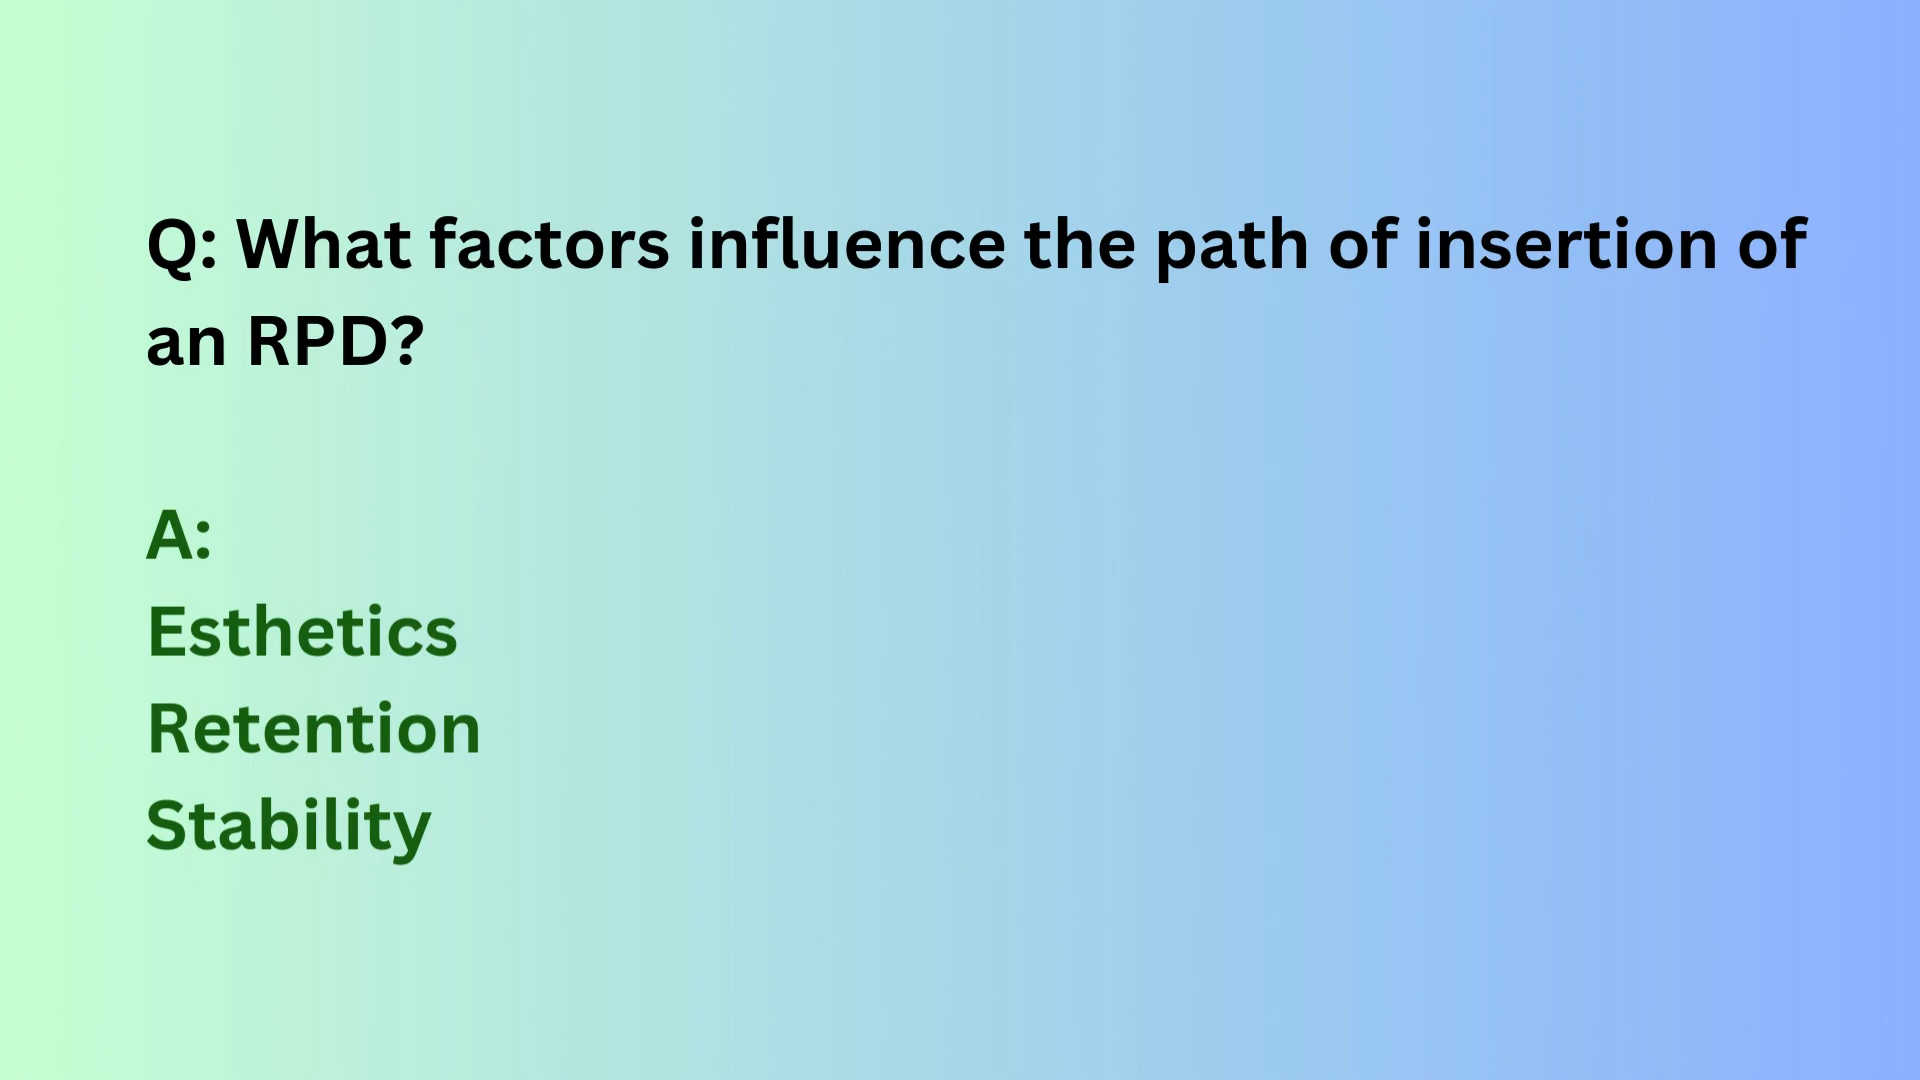 Q: What factors influence the path of insertion of
an RPD?
A:
Esthetics
Retention
Stability